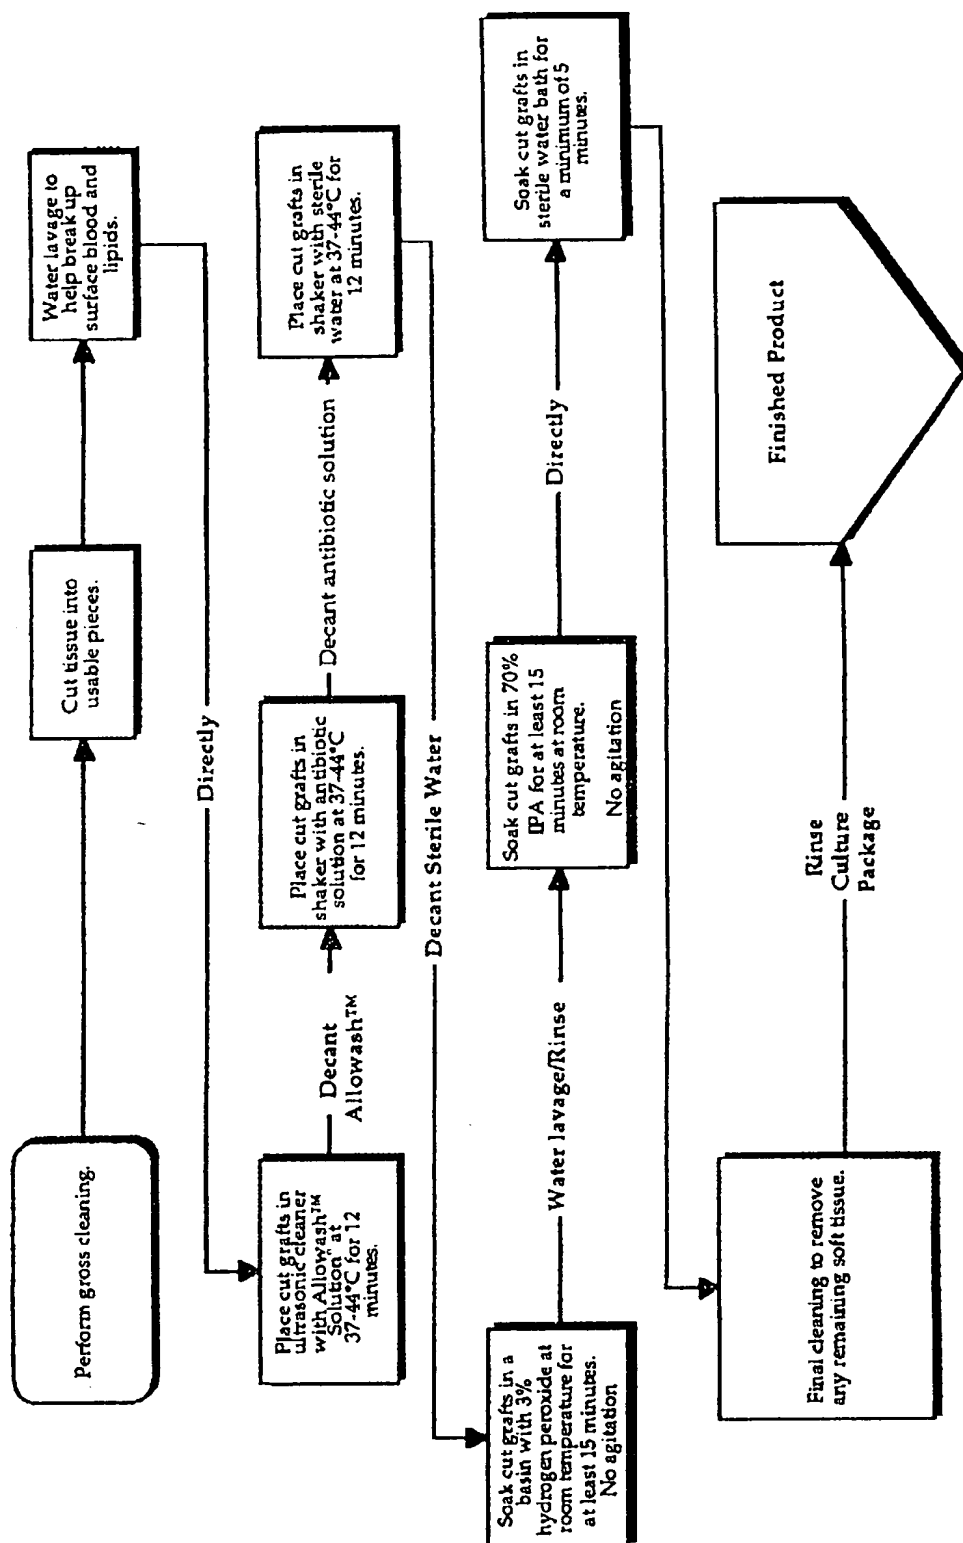 Perform gross cleaning.
Cut tissue into
usable pieces.
Water lavage to
help break up
surface blood and
lipids.
Directly
Place cut grafts in
ultrasonic cleaner
with Allowash™
Solution" at
37-44°C for 12
minutes.
Decant
Allowash™
Place cut grafts in
shaker with antibiotic
solution at 37-44°C
for 12 minutes.
Decant antibiotic solution
Place cut grafts in
shaker with sterile
water at 37-44°C for
12 minutes.
Decant Sterile Water
Soak cut grafts in a
basin with 3%
hydrogen peroxide at
room temperature for
at least 15 minutes.
No agitation
Water lavage/Rinse
Soak cut grafts in 70%
IPA for at least 15
minutes at room
temperature.
No agitation
Directly
Soak cut grafts in
sterile water bath for
a minimum of 5
minutes.
Final cleaning to remove
any remaining soft tissue.
Rinse
Culture
Package
Finished Product